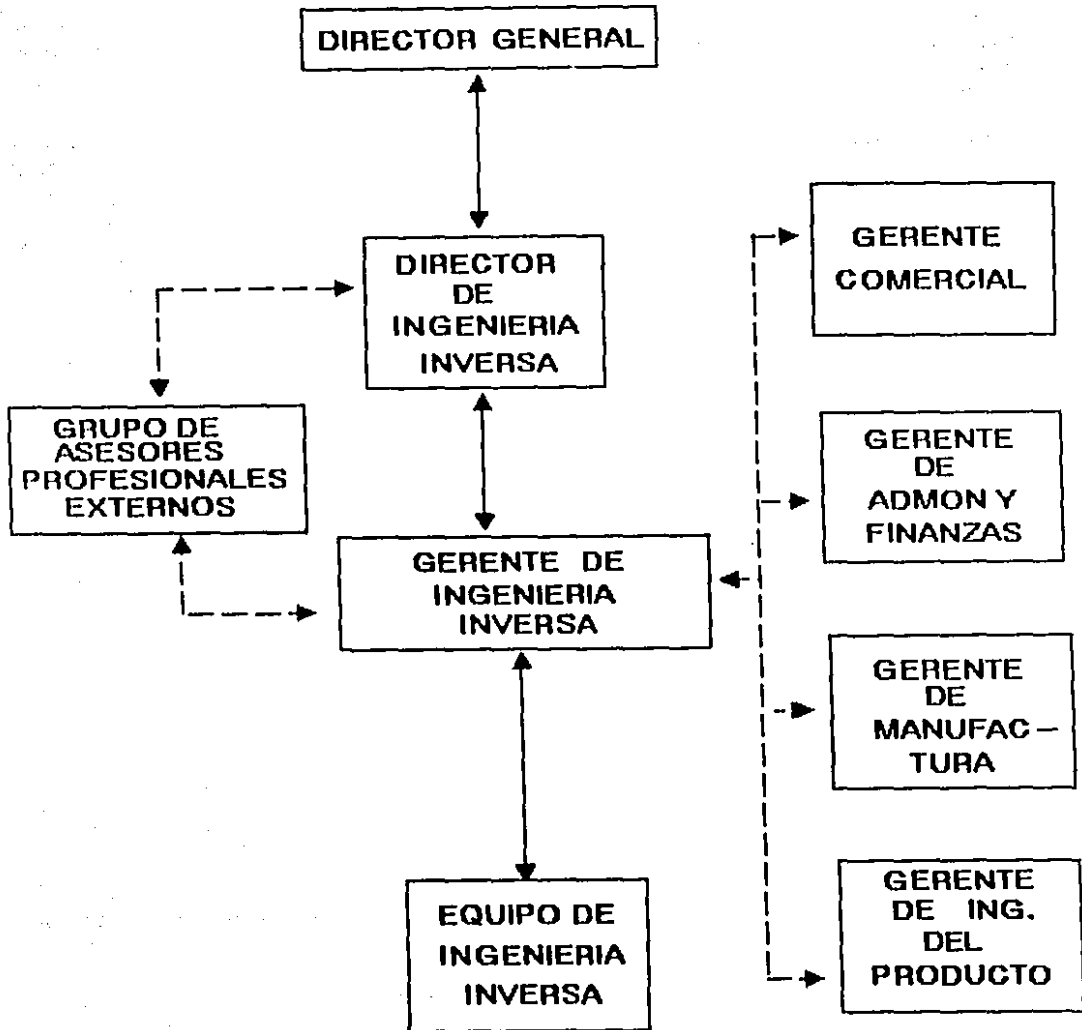 DIRECTOR GENERAL
DIRECTOR
DE
INGENIERIA
INVERSA
GRUPO DE
ASESORES
PROFESIONALES
EXTERNOS
GERENTE DE
INGENIERIA
INVERSA
EQUIPO DE
INGENIERIA
INVERSA
GERENTE
COMERCIAL
GERENTE
DE
ADMON Y
FINANZAS
GERENTE
DE
MANUFAC-
TURA
GERENTE
DE ING.
DEL
PRODUCTO